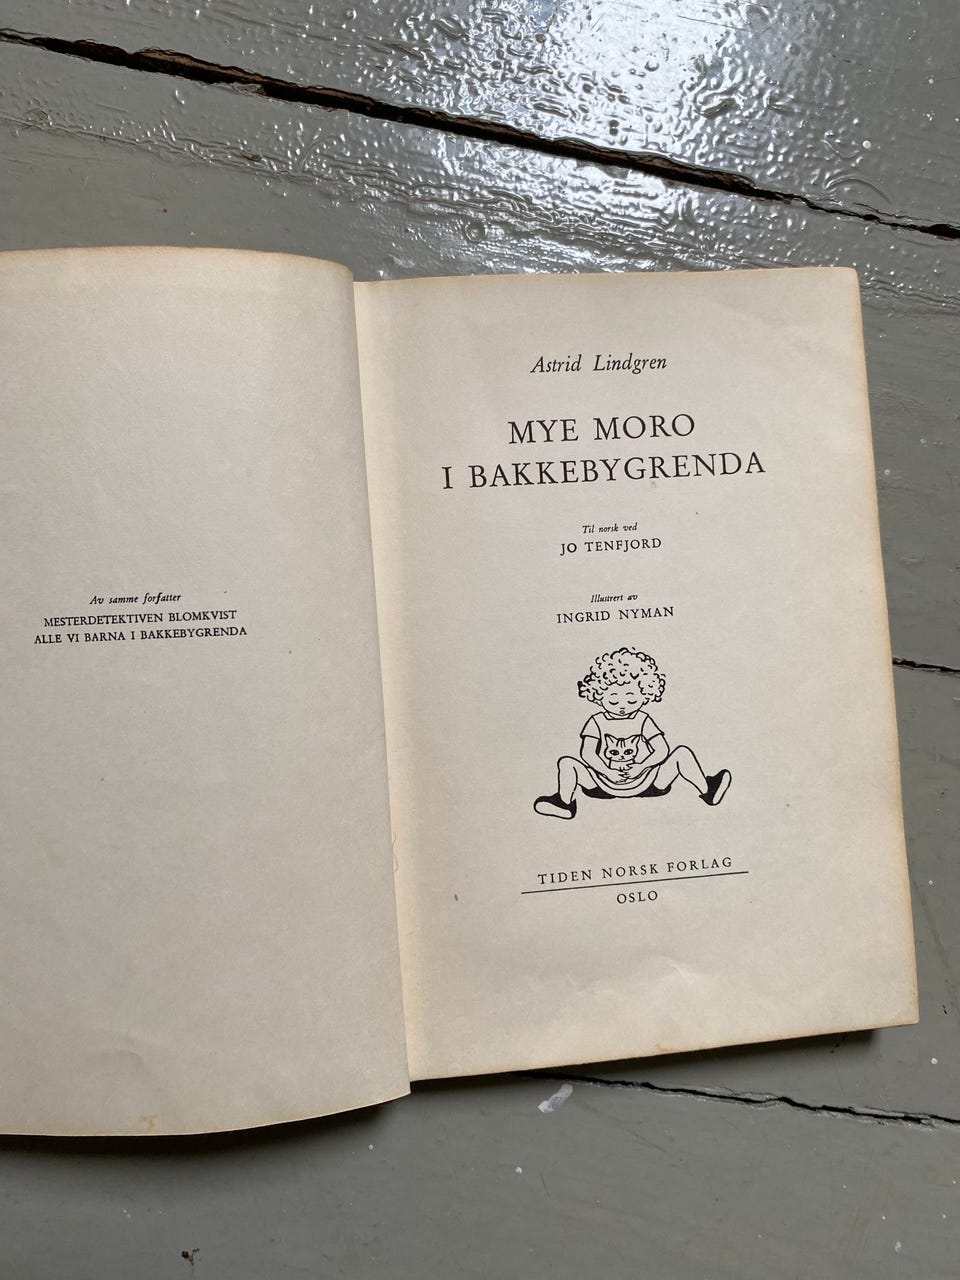 Av samme forfatter
MESTERDETEKTIVEN BLOMKVIST
ALLE VI BARNA I BAKKEBYGRENDA
Astrid Lindgren
MYE MORO
I BAKKEBYGRENDA
Til norsk ved
JO TENFJORD
Illustrert av
INGRID NYMAN
TIDEN NORSK FORLAG
OSLO